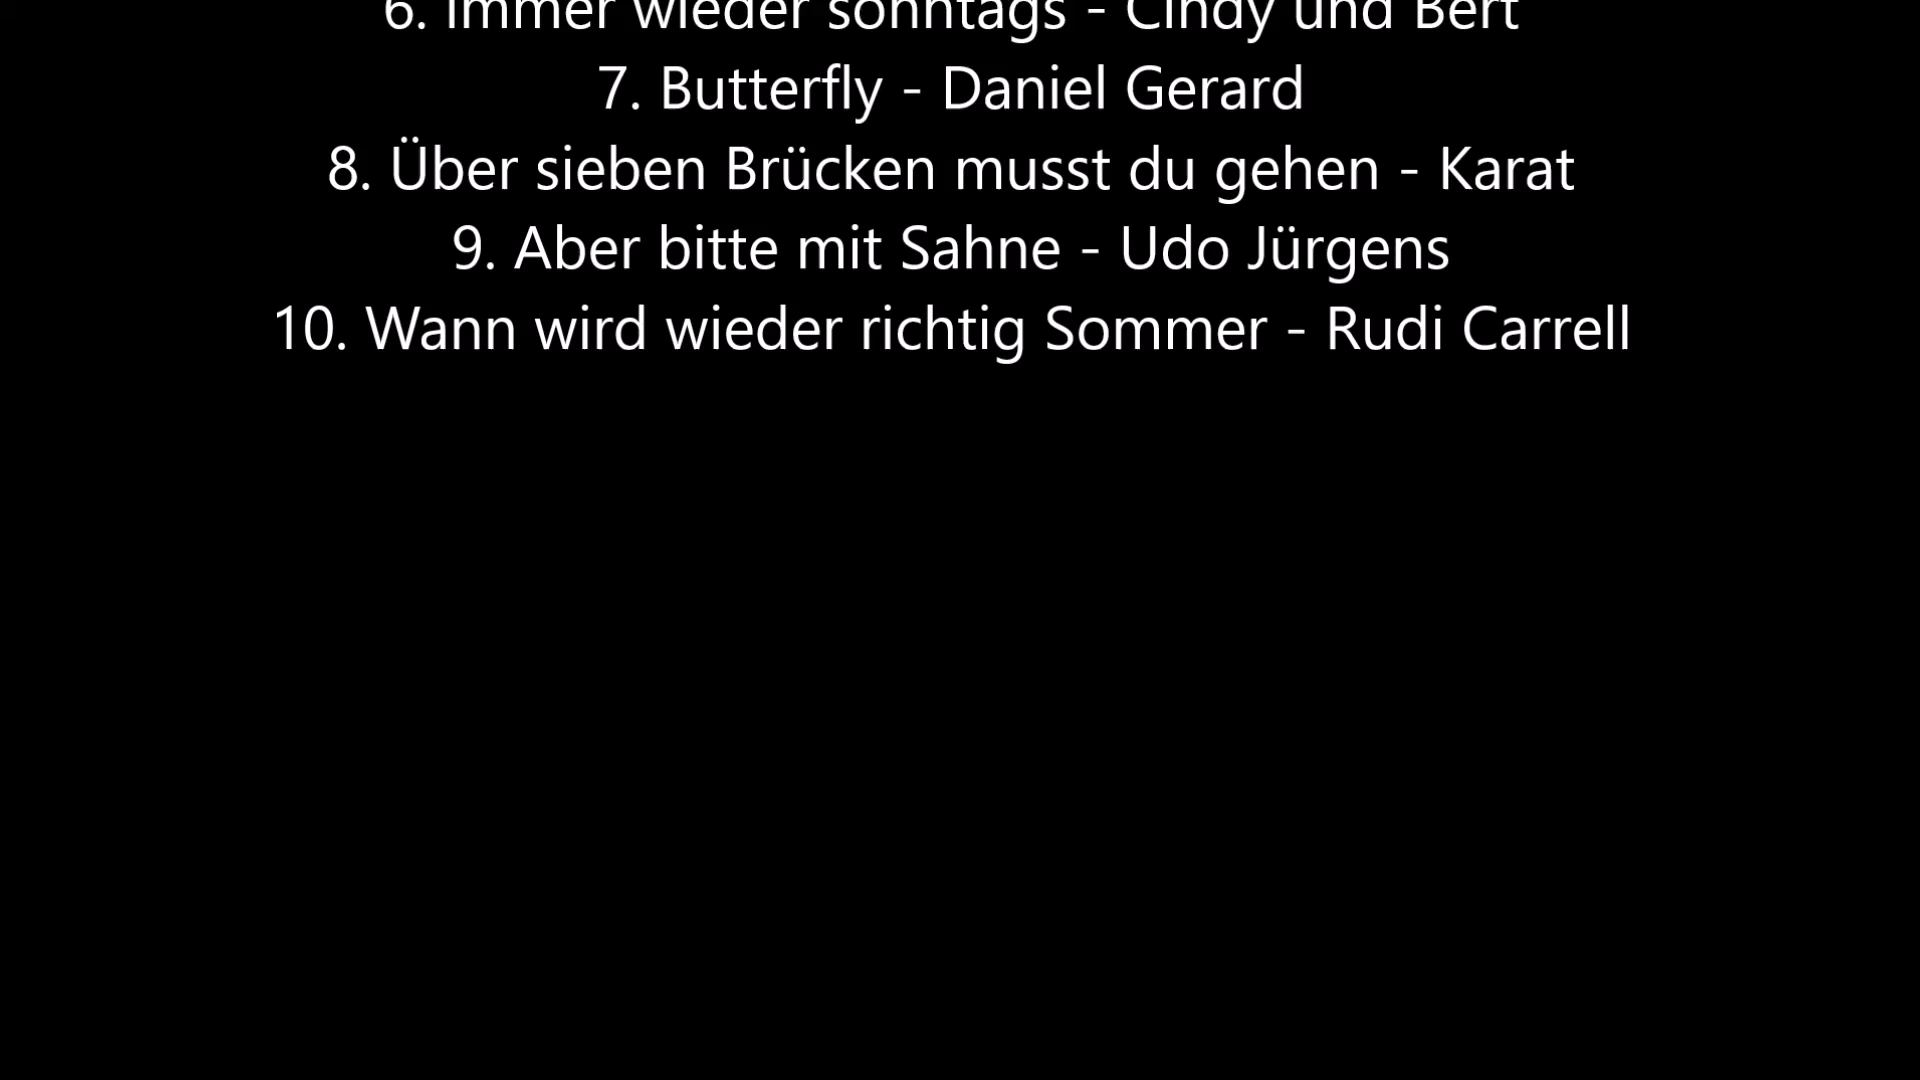 6. Immer wieder sonntags - Cindy und Bert
7. Butterfly - Daniel Gerard
8. Über sieben Brücken musst du gehen - Karat
9. Aber bitte mit Sahne - Udo Jürgens
10. Wann wird wieder richtig Sommer - Rudi Carrell